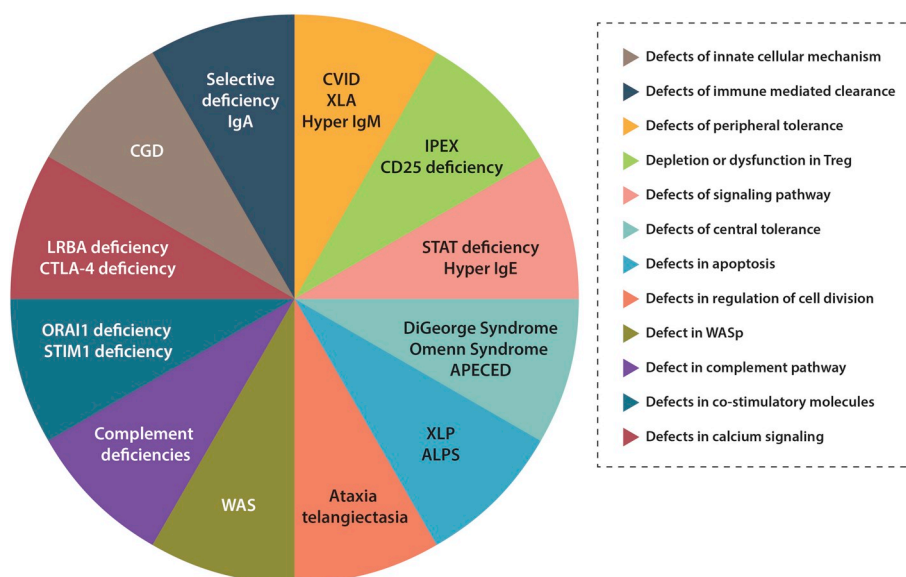 Selective
deficiency
IgA
CVID
XLA
Hyper IgM
IPEX
CD25 deficiency
STAT deficiency
Hyper IgE
DiGeorge Syndrome
Omenn Syndrome
APECED
XLP
ALPS
Ataxia
telangiectasia
WAS
Complement
deficiencies
ORAI1 deficiency
STIM1 deficiency
LRBA deficiency
CTLA-4 deficiency
CGD
Defects of innate cellular mechanism
Defects of immune mediated clearance
Defects of peripheral tolerance
Depletion or dysfunction in Treg
Defects of signaling pathway
Defects of central tolerance
Defects in apoptosis
Defects in regulation of cell division
Defect in WASp
Defect in complement pathway
Defects in co-stimulatory molecules
Defects in calcium signaling